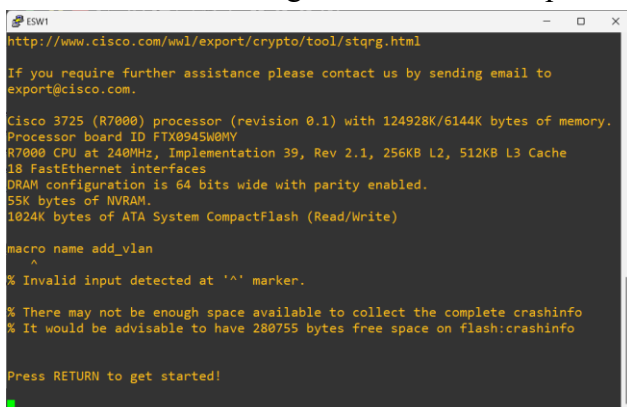 ESW1
http://www.cisco.com/wwl/export/crypto/tool/stqrg.html
If you require further assistance please contact us by sending email to
export@cisco.com.
Cisco 3725 (R7000) processor (revision 0.1) with 124928K/6144K bytes of memory.
Processor board ID FTX0945W0MY
R7000 CPU at 240MHz, Implementation 39, Rev 2.1, 256KB L2, 512KB L3 Cache
18 FastEthernet interfaces
DRAM configuration is 64 bits wide with parity enabled.
55K bytes of NVRAM.
1024K bytes of ATA System CompactFlash (Read/Write)
macro name add_vlan
^
% Invalid input detected at '^' marker.
% There may not be enough space available to collect the complete crashinfo
% It would be advisable to have 280755 bytes free space on flash:crashinfo
Press RETURN to get started!